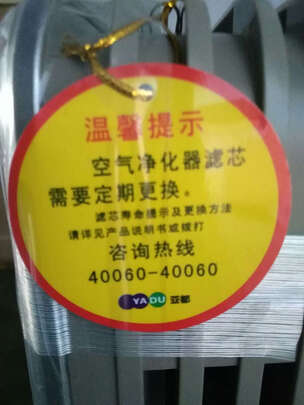 温馨提示
空气净化器滤芯
需要定期更换。
滤芯寿命提示及更换方法
请详见产品说明书或拨打
咨询热线
40060-40060
YADU 亚都